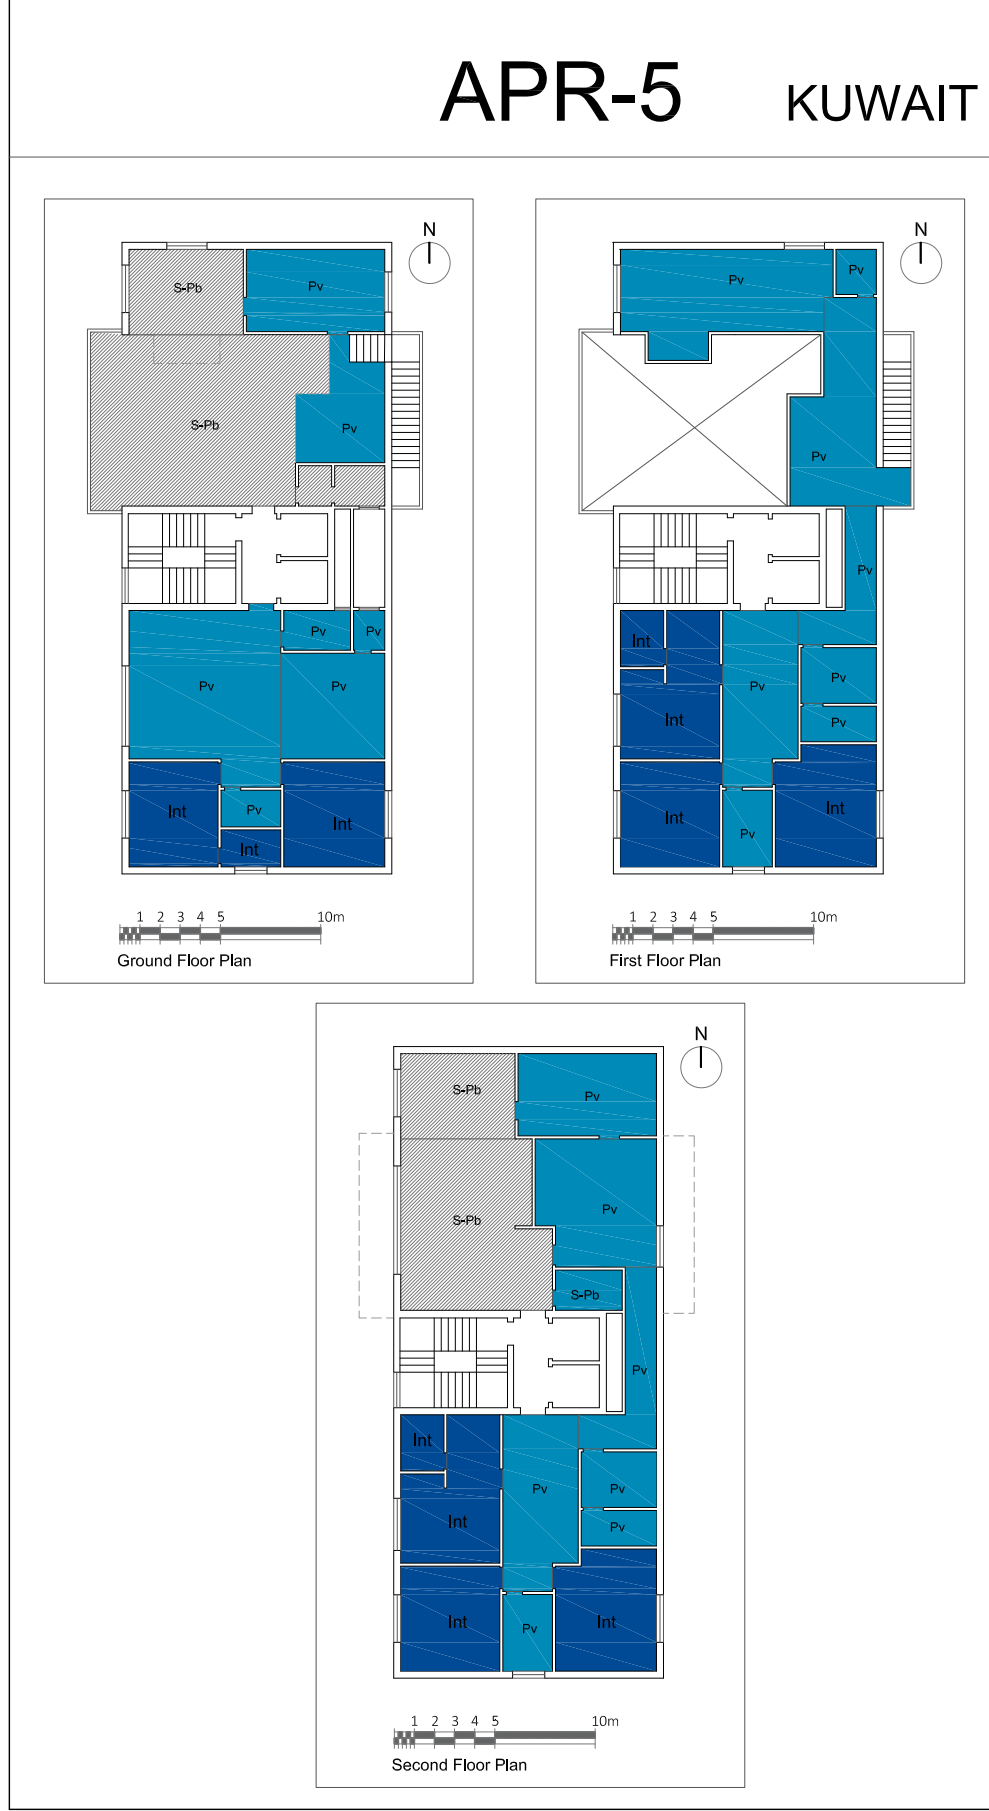 APR-5 KUWAIT
N
S-Pb
Pv
S-Pb
Pv
Pv
Pv
Pv
Pv
Int
Pv
Int
Int
1 2 3 4 5 10m
Ground Floor Plan
N
Pv
Pv
Pv
Pv
Int
Pv
Pv
Int
Pv
Int
Int
Pv
1 2 3 4 5 10m
First Floor Plan
N
S-Pb
Pv
Pv
S-Pb
S-Pb
Pv
Int
Pv
Pv
Int
Pv
Int
Pv
Int
1 2 3 4 5 10m
Second Floor Plan